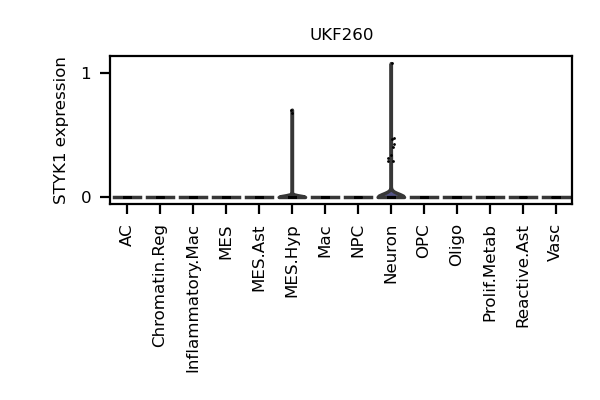 UKF260
STYK1 expression
1
0
AC
Chromatin.Reg
Inflammatory.Mac
MES
MES.Ast
MES.Hyp
Mac
NPC
Neuron
OPC
Oligo
Prolif.Metab
Reactive.Ast
Vasc